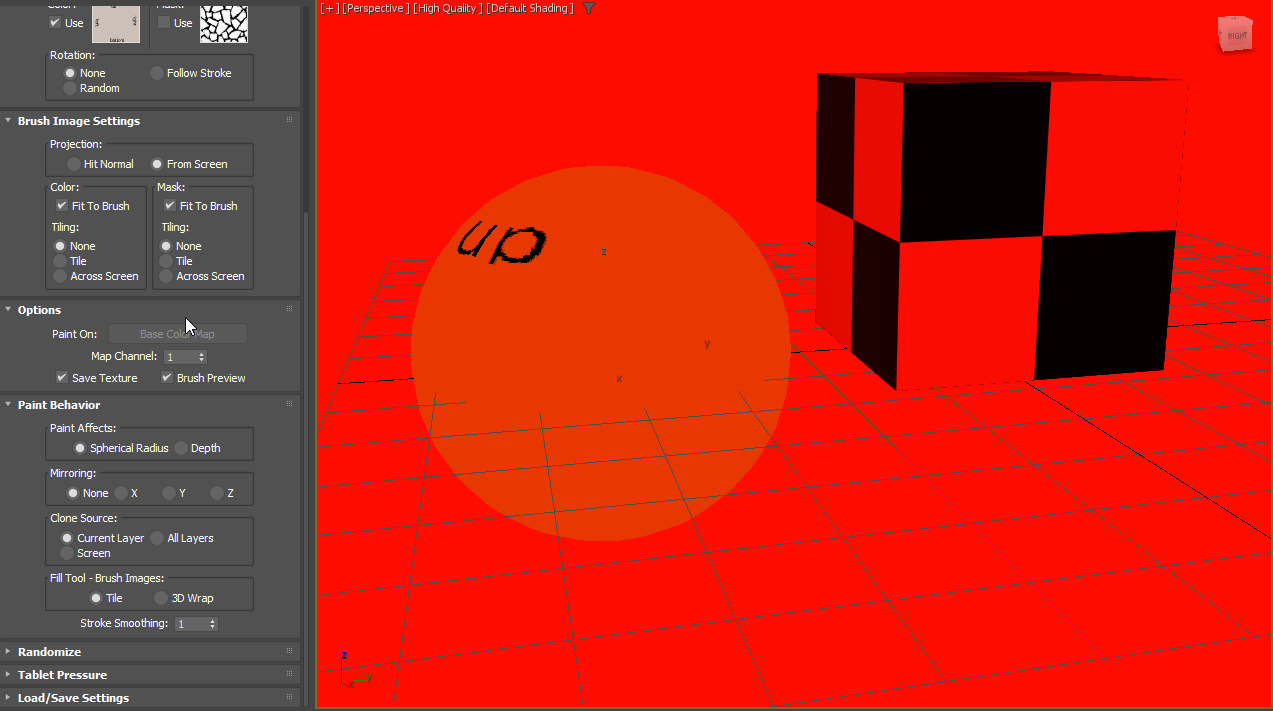 [+] [Perspective ] [High Quality ] [Default Shading ]
Color:
Mask:
Use
Use
bottom
Rotation:
None
Follow Stroke
Random
Brush Image Settings
Projection:
Hit Normal
From Screen
Color:
Mask:
Fit To Brush
Fit To Brush
Tiling:
Tiling:
None
None
Tile
Tile
Across Screen
Across Screen
Options
Paint On:
Base Color Map
Map Channel:
1
Save Texture
Brush Preview
Paint Behavior
Paint Affects:
Spherical Radius
Depth
Mirroring:
None
X
Y
Z
Clone Source:
Current Layer
All Layers
Screen
Fill Tool - Brush Images:
Tile
3D Wrap
Stroke Smoothing:
1
Randomize
Tablet Pressure
Load/Save Settings
up
z
y
x
RIGHT
z
y
x